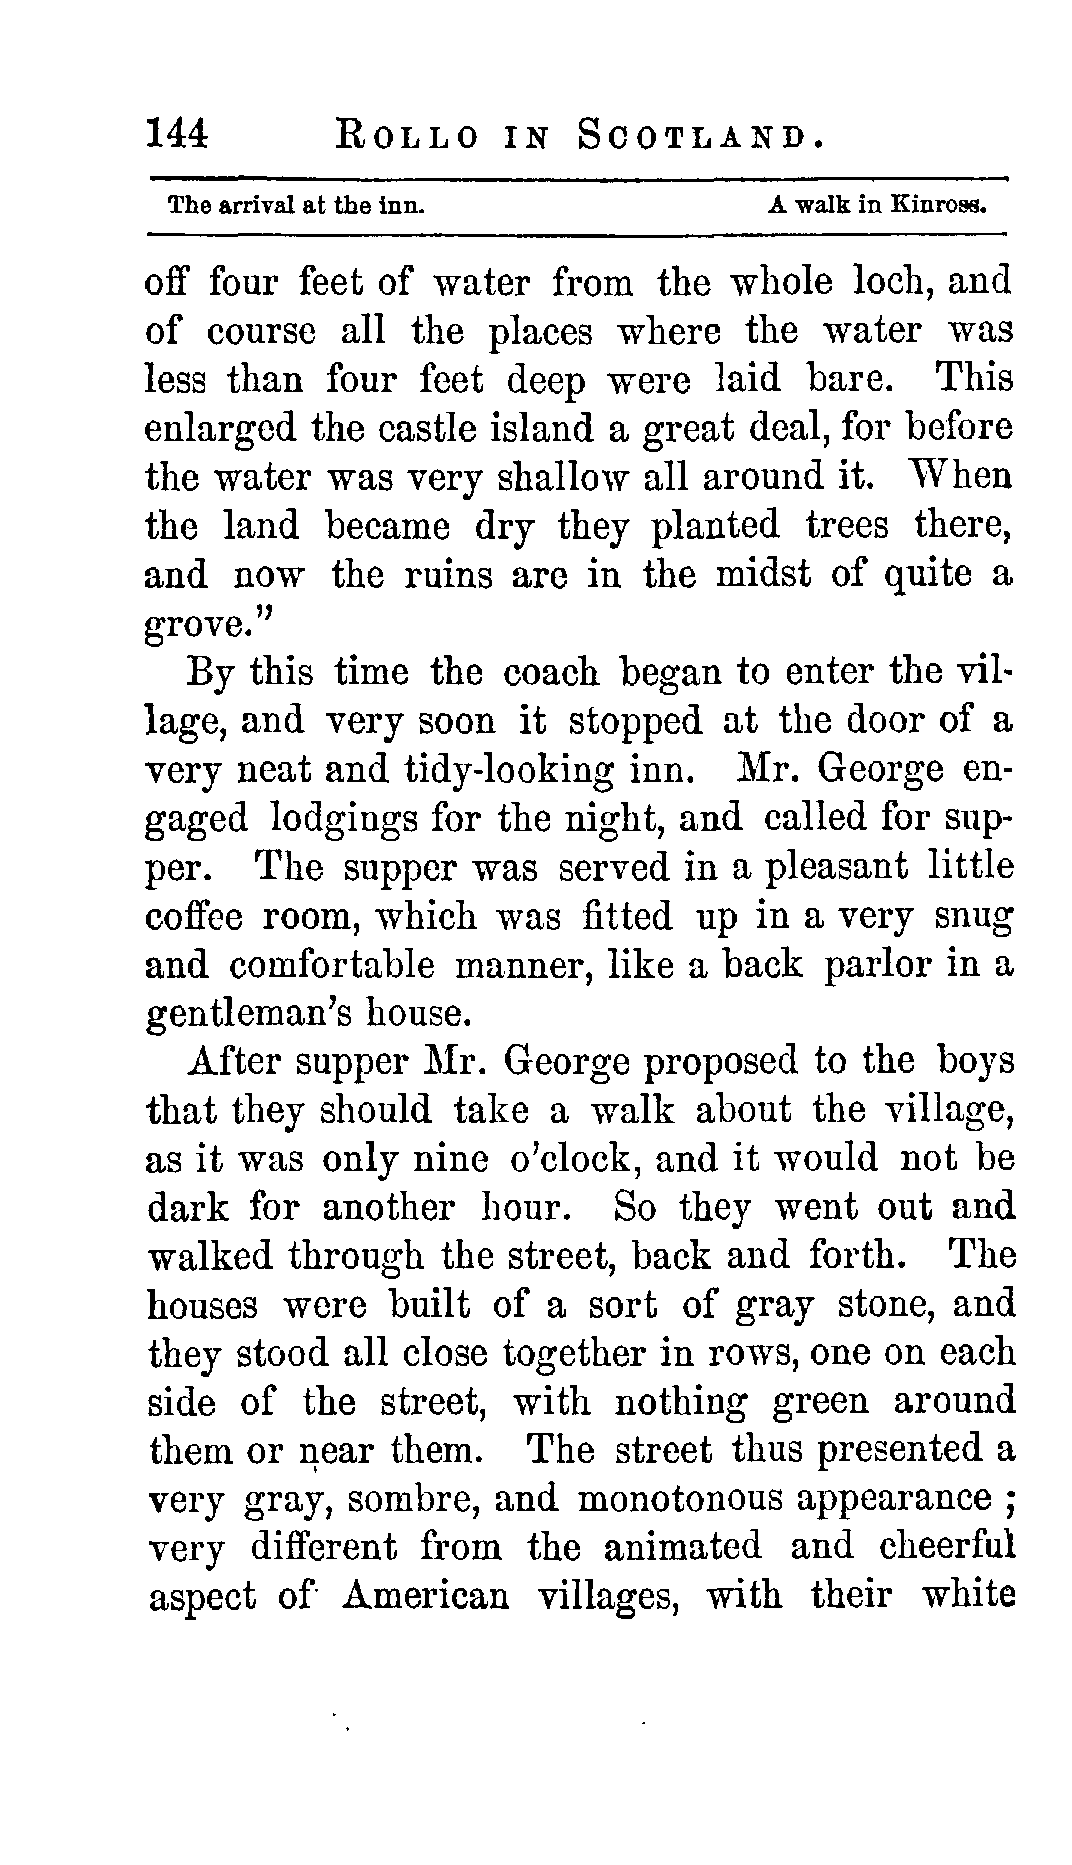 144 ROLLO IN SCOTLAND.
The arrival at the inn. A walk in Kinross.
off four feet of water from the whole loch, and
of course all the places where the water was
less than four feet deep were laid bare. This
enlarged the castle island a great deal, for before
the water was very shallow all around it. When
the land became dry they planted trees there,
and now the ruins are in the midst of quite a
grove."
By this time the coach began to enter the vil-
lage, and very soon it stopped at the door of a
very neat and tidy-looking inn. Mr. George en-
gaged lodgings for the night, and called for sup-
per. The supper was served in a pleasant little
coffee room, which was fitted up in a very snug
and comfortable manner, like a back parlor in a
gentleman's house.
After supper Mr. George proposed to the boys
that they should take a walk about the village,
as it was only nine o'clock, and it would not be
dark for another hour. So they went out and
walked through the street, back and forth. The
houses were built of a sort of gray stone, and
they stood all close together in rows, one on each
side of the street, with nothing green around
them or near them. The street thus presented a
very gray, sombre, and monotonous appearance ;
very different from the animated and cheerful
aspect of American villages, with their white